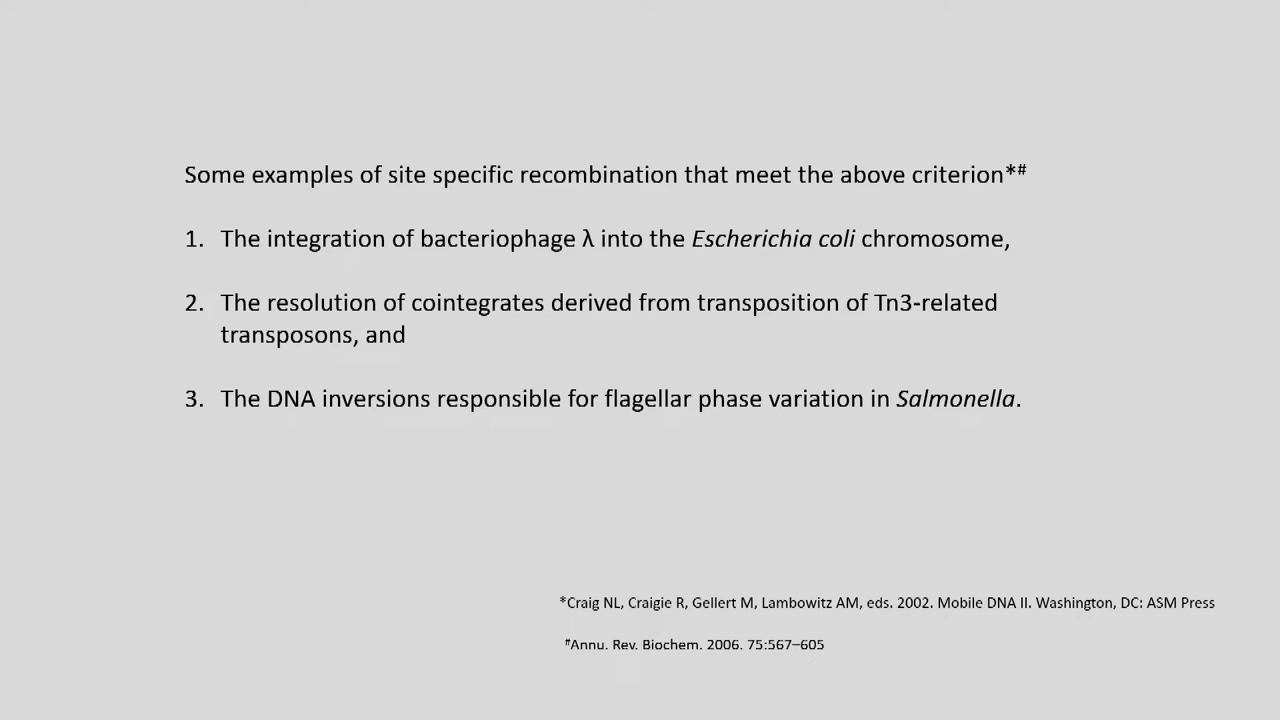 Some examples of site specific recombination that meet the above criterion*#
1. The integration of bacteriophage λ into the Escherichia coli chromosome,
2. The resolution of cointegrates derived from transposition of Tn3-related
transposons, and
3. The DNA inversions responsible for flagellar phase variation in Salmonella.
*Craig NL, Craigie R, Gellert M, Lambowitz AM, eds. 2002. Mobile DNA II. Washington, DC: ASM Press
#Annu. Rev. Biochem. 2006. 75:567–605